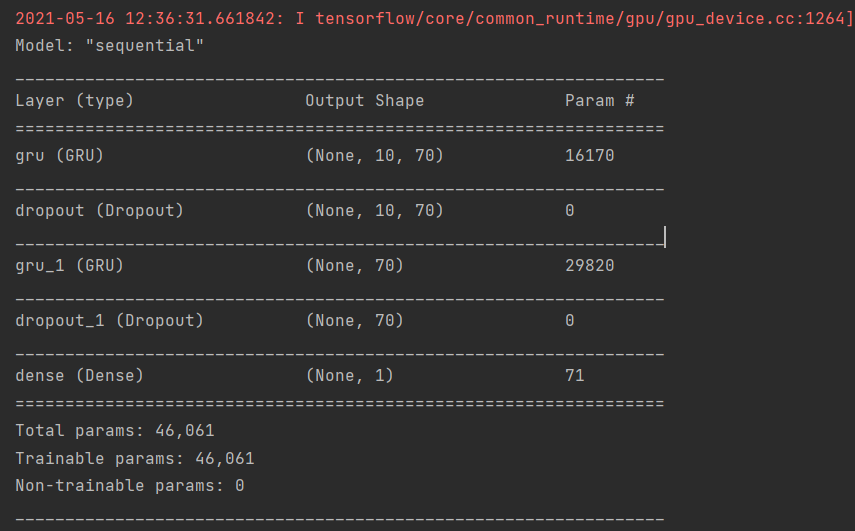 2021-05-16 12:36:31.661842: I tensorflow/core/common_runtime/gpu/gpu_device.cc:1264]
Model: "sequential"
_________________________________________________________________
Layer (type)                 Output Shape              Param #
=================================================================
gru (GRU)                    (None, 10, 70)            16170
_________________________________________________________________
dropout (Dropout)            (None, 10, 70)            0
_________________________________________________________________
gru_1 (GRU)                  (None, 70)                29820
_________________________________________________________________
dropout_1 (Dropout)          (None, 70)                0
_________________________________________________________________
dense (Dense)                (None, 1)                 71
=================================================================
Total params: 46,061
Trainable params: 46,061
Non-trainable params: 0
_________________________________________________________________